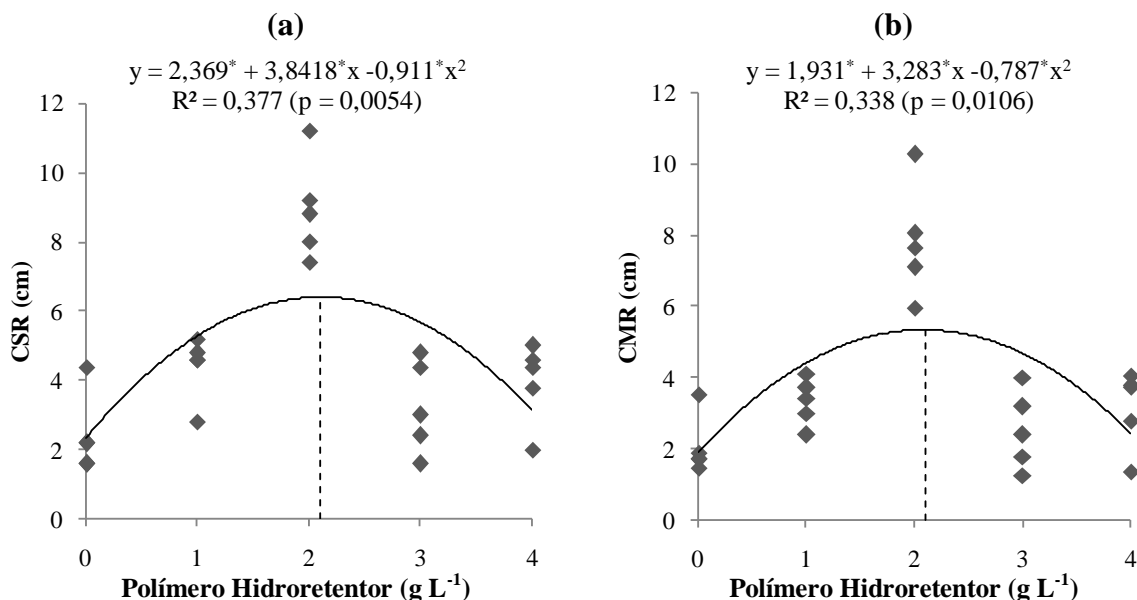 (a)
y = 2,369* + 3,8418*x -0,911*x²
R² = 0,377 (p = 0,0054)
12
10
8
6
4
2
0
CSR (cm)
0 1 2 3 4
Polímero Hidroretentor (g L⁻¹)
(b)
y = 1,931* + 3,283*x -0,787*x²
R² = 0,338 (p = 0,0106)
12
10
8
6
4
2
0
CMR (cm)
0 1 2 3 4
Polímero Hidroretentor (g L⁻¹)